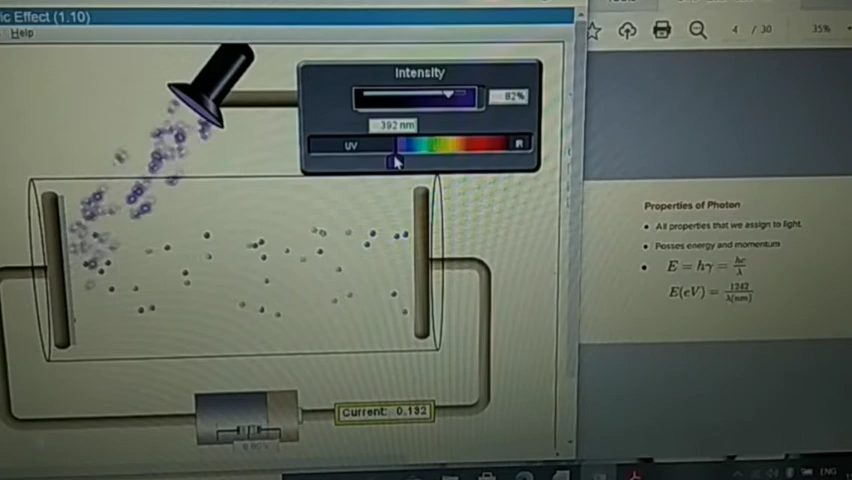 ic Effect (1.10)
Help
4 / 30
35%
Intensity
82%
392 nm
UV
R
Properties of Photon
• All properties that we assign to light.
• Posses energy and momentum
• E = hγ = hc/λ
E(eV) = 1242/λ(nm)
Current: 0.132
ENG